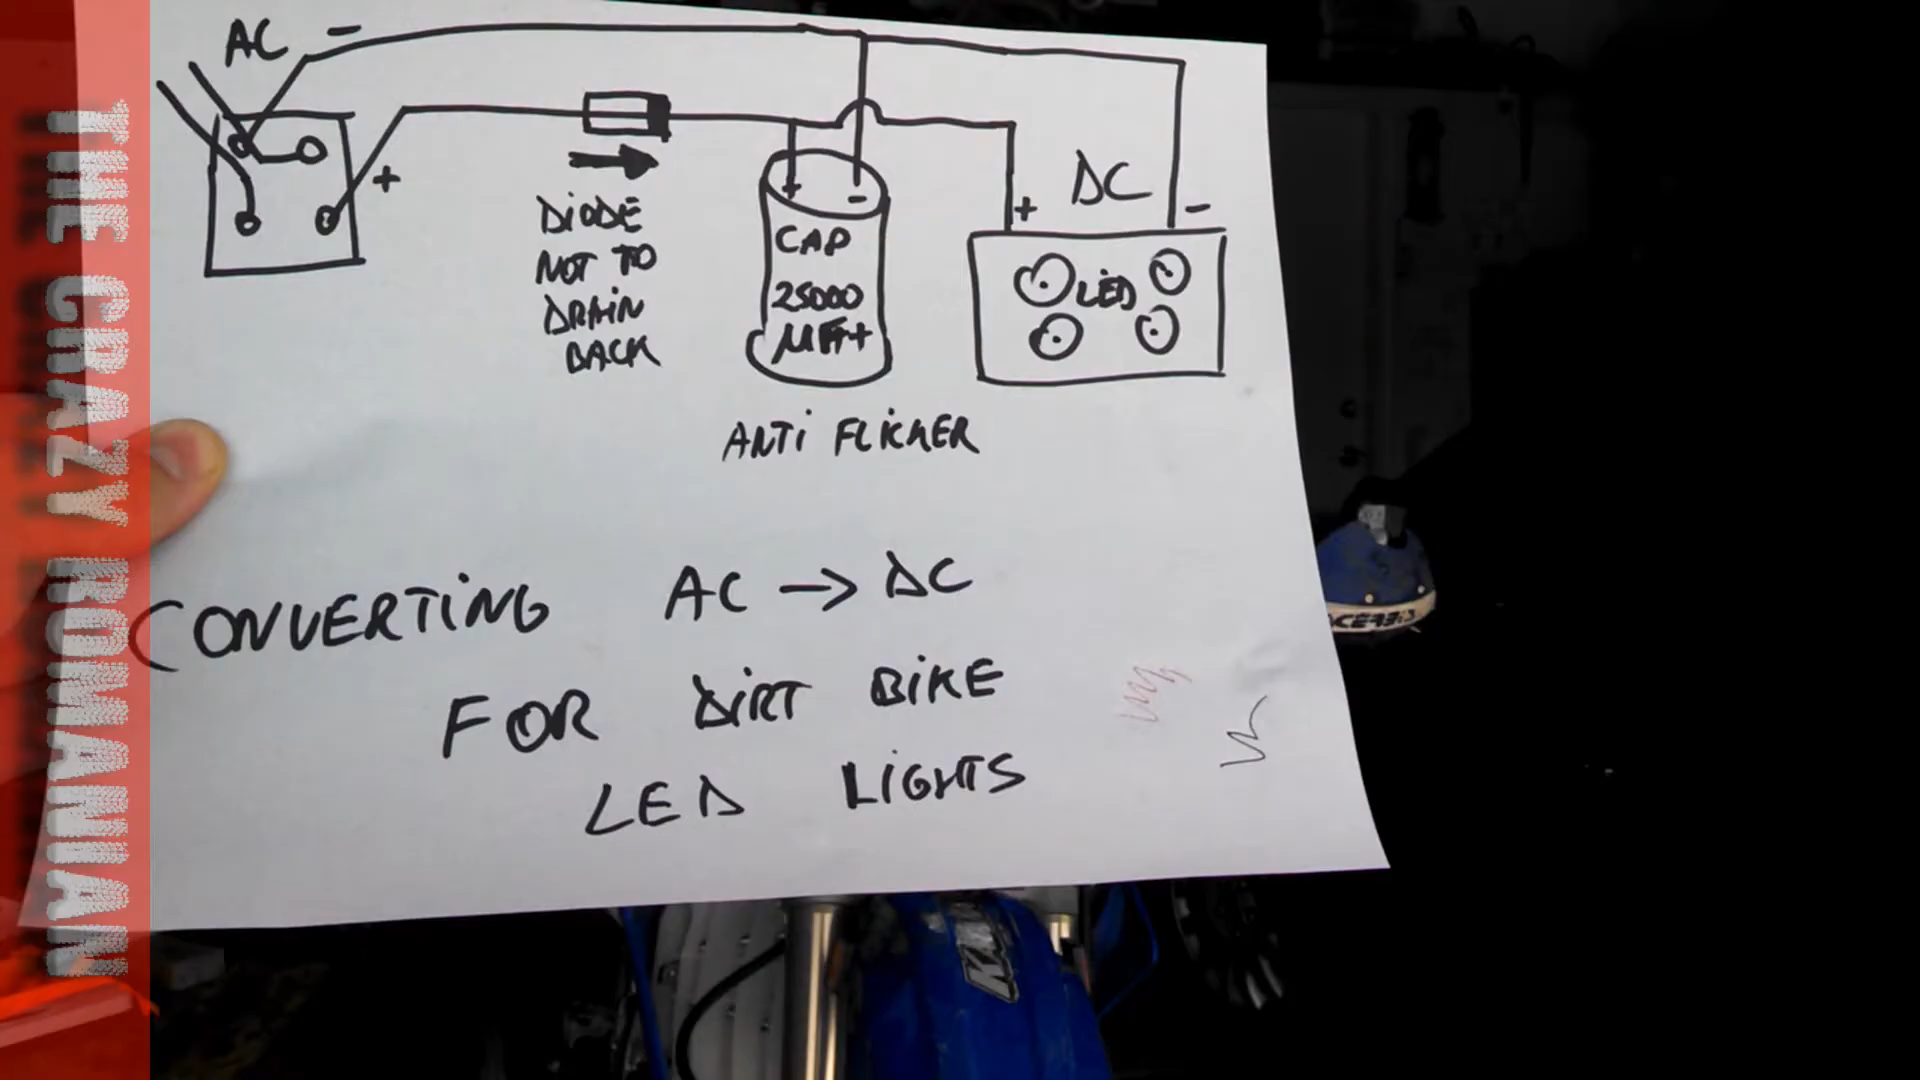 THE CRAZY ROMANIAN
AC -
+
DiODE
NOT TO
DRAiN
BACK
+ -
CAP
25000
MFT+
ANTi FLiCKER
DC
+ -
LED
CONVERTiNG AC → DC
FOR DiRT BiKE
LED LiGHTS
ACERBIS